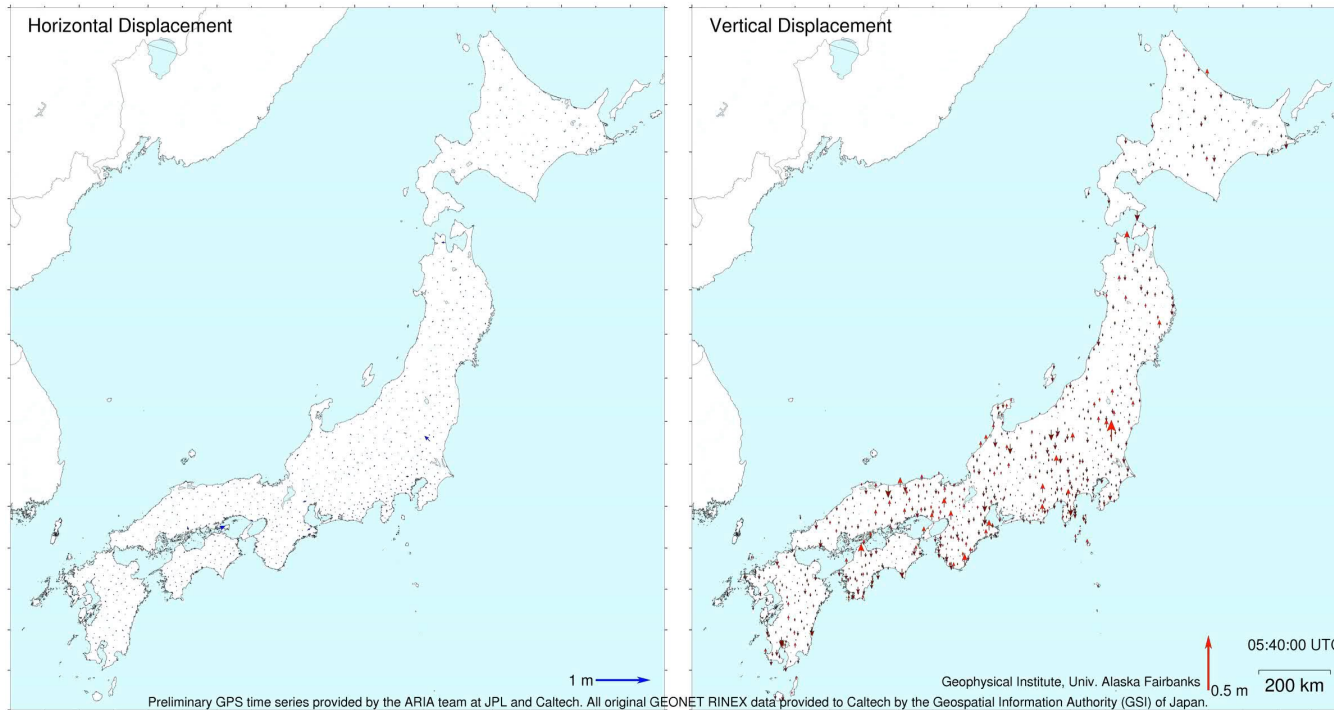 Horizontal Displacement
Vertical Displacement
1 m
05:40:00 UTC
Geophysical Institute, Univ. Alaska Fairbanks
0.5 m
200 km
Preliminary GPS time series provided by the ARIA team at JPL and Caltech. All original GEONET RINEX data provided to Caltech by the Geospatial Information Authority (GSI) of Japan.